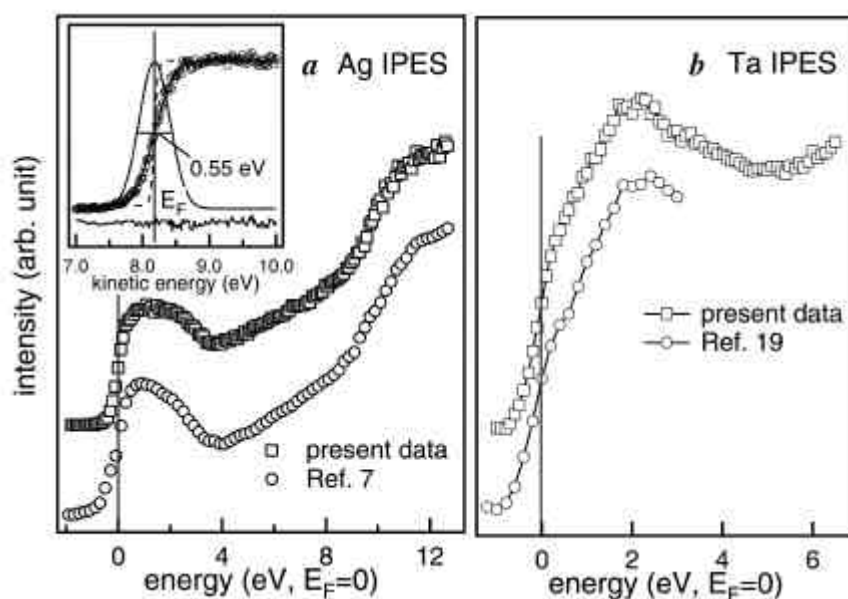 a Ag IPES
b Ta IPES
0.55 eV
E_F
7.0 8.0 9.0 10.0
kinetic energy (eV)
intensity (arb. unit)
present data
Ref. 7
present data
Ref. 19
0 4 8 12
0 2 4 6
energy (eV, E_F=0)
energy (eV, E_F=0)